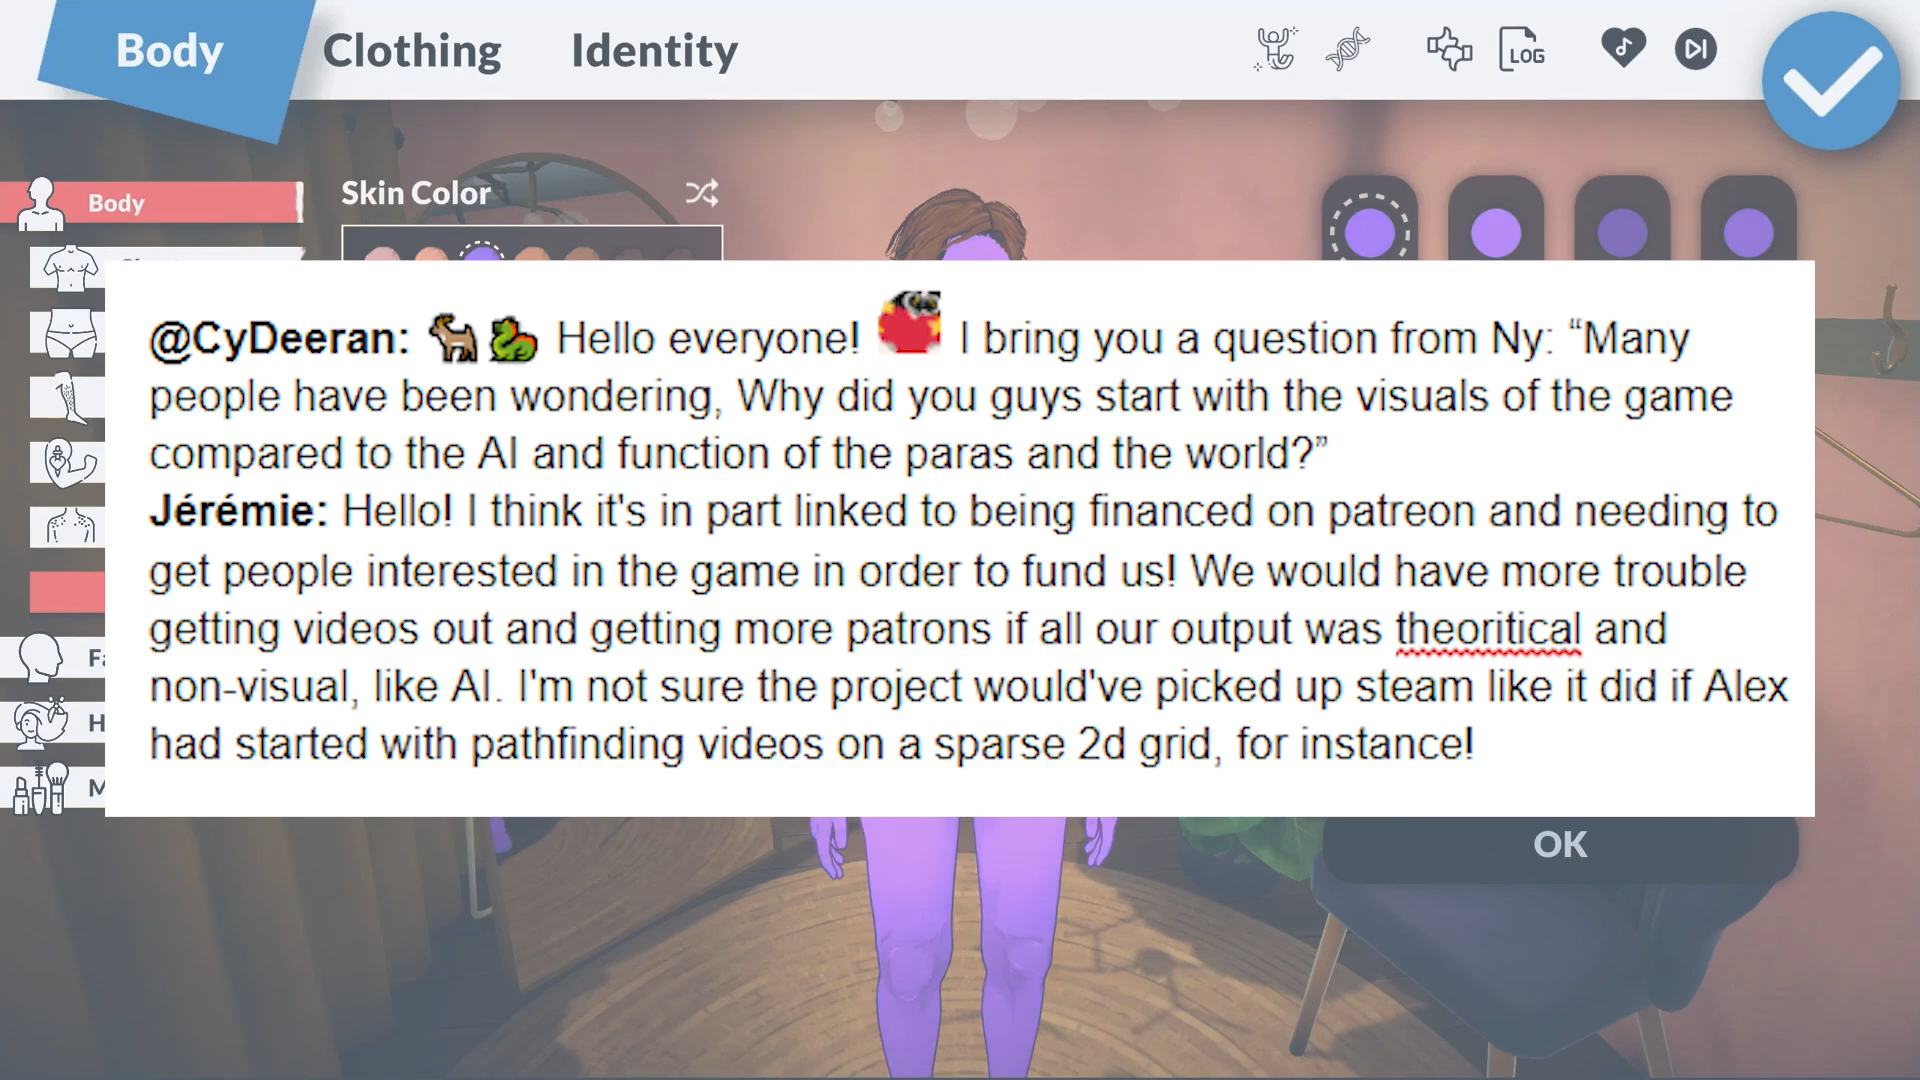 Body Clothing Identity
LOG
Body
Skin Color
@CyDeeran: Hello everyone! I bring you a question from Ny: “Many
people have been wondering, Why did you guys start with the visuals of the game
compared to the AI and function of the paras and the world?”
Jérémie: Hello! I think it's in part linked to being financed on patreon and needing to
get people interested in the game in order to fund us! We would have more trouble
getting videos out and getting more patrons if all our output was theoritical and
non-visual, like AI. I'm not sure the project would've picked up steam like it did if Alex
had started with pathfinding videos on a sparse 2d grid, for instance!
OK